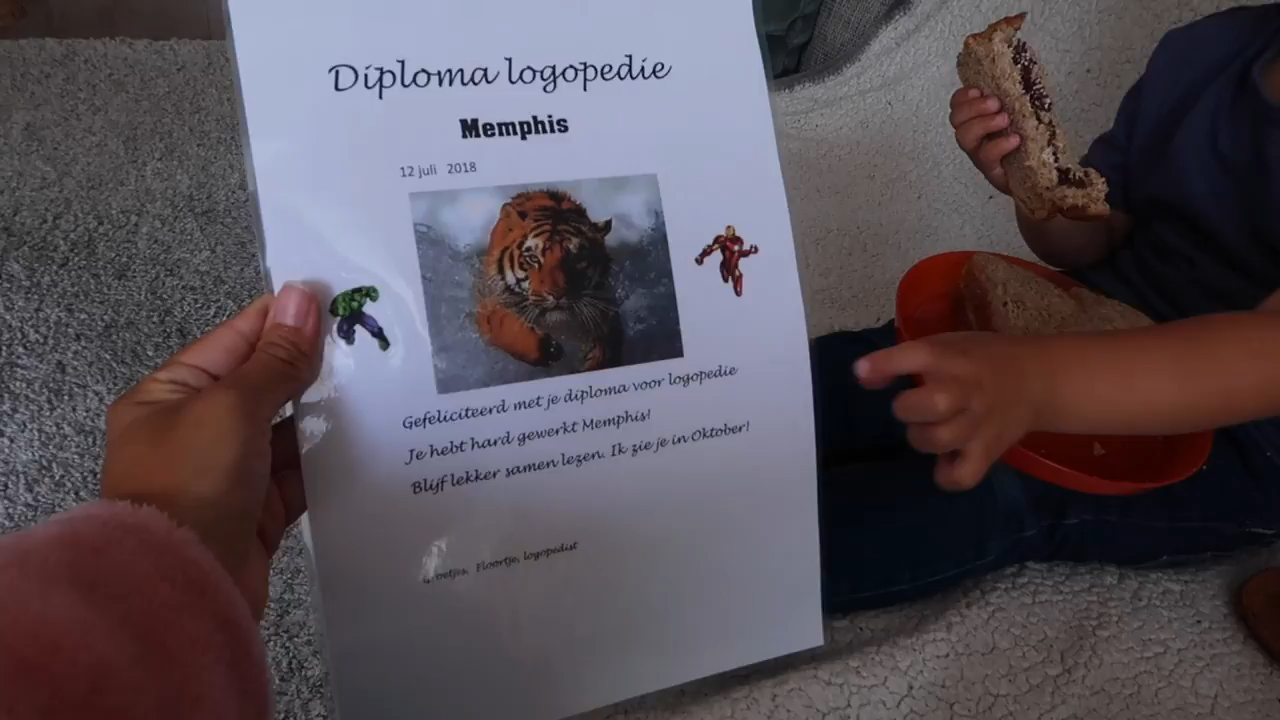 Diploma logopedie
Memphis
12 juli 2018
Gefeliciteerd met je diploma voor logopedie
Je hebt hard gewerkt Memphis!
Blijf lekker samen lezen. Ik zie je in Oktober!
Groetjes, Floortje, logopedist